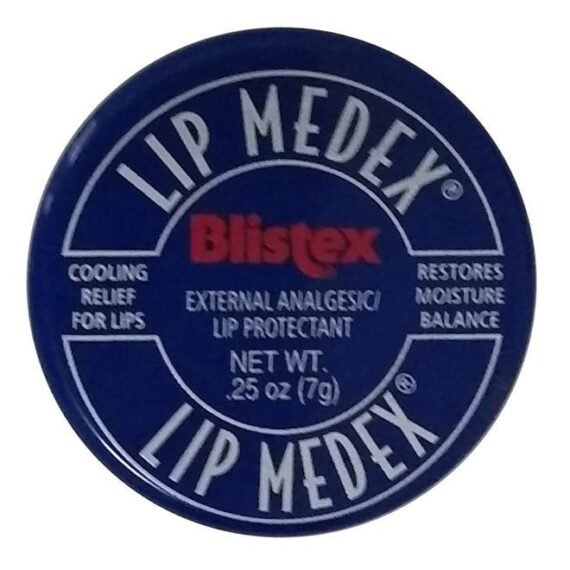 LIP MEDEX®
Blistex
COOLING
RELIEF
FOR LIPS
EXTERNAL ANALGESIC/
LIP PROTECTANT
RESTORES
MOISTURE
BALANCE
NET WT.
.25 oz (7g)
LIP MEDEX®